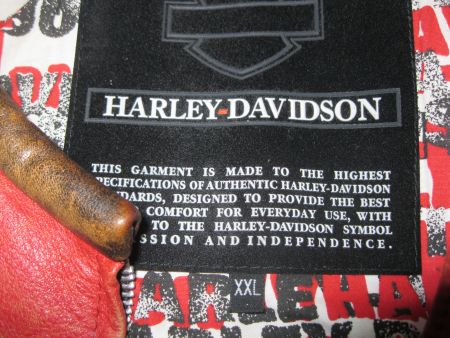 HARLEY-DAVIDSON
THIS GARMENT IS MADE TO THE HIGHEST
SPECIFICATIONS OF AUTHENTIC HARLEY-DAVIDSON
DESIGNED TO PROVIDE THE BEST
COMFORT FOR EVERYDAY USE, WITH
TO THE HARLEY-DAVIDSON SYMBOL
AND INDEPENDENCE.
XXL